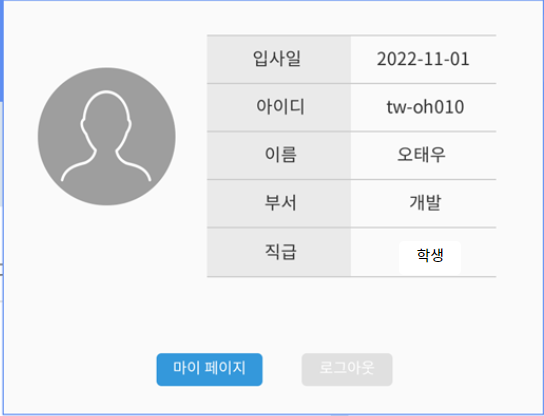 입사일 2022-11-01
아이디 tw-oh010
이름 오태우
부서 개발
직급 학생
마이 페이지 로그아웃